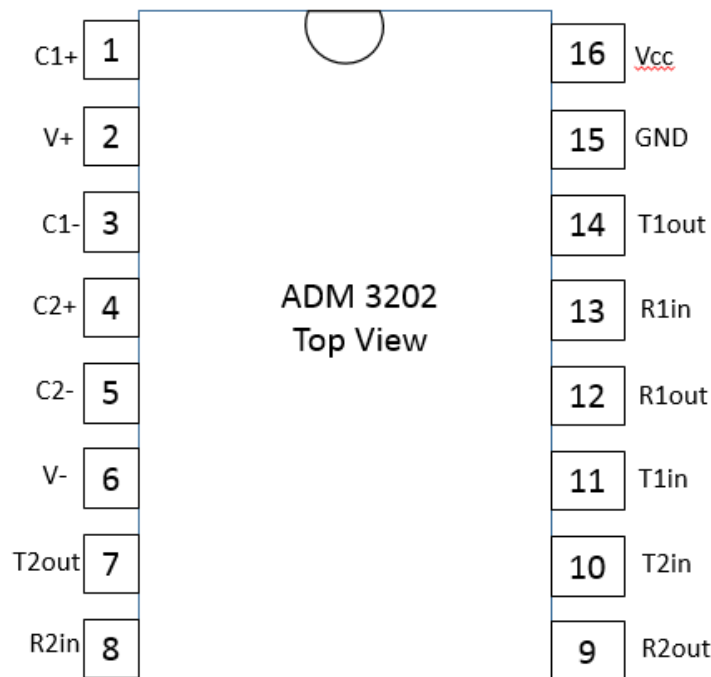 C1+ 1
V+ 2
C1- 3
C2+ 4
C2- 5
V- 6
T2out 7
R2in 8
ADM 3202
Top View
16 Vcc
15 GND
14 T1out
13 R1in
12 R1out
11 T1in
10 T2in
9 R2out